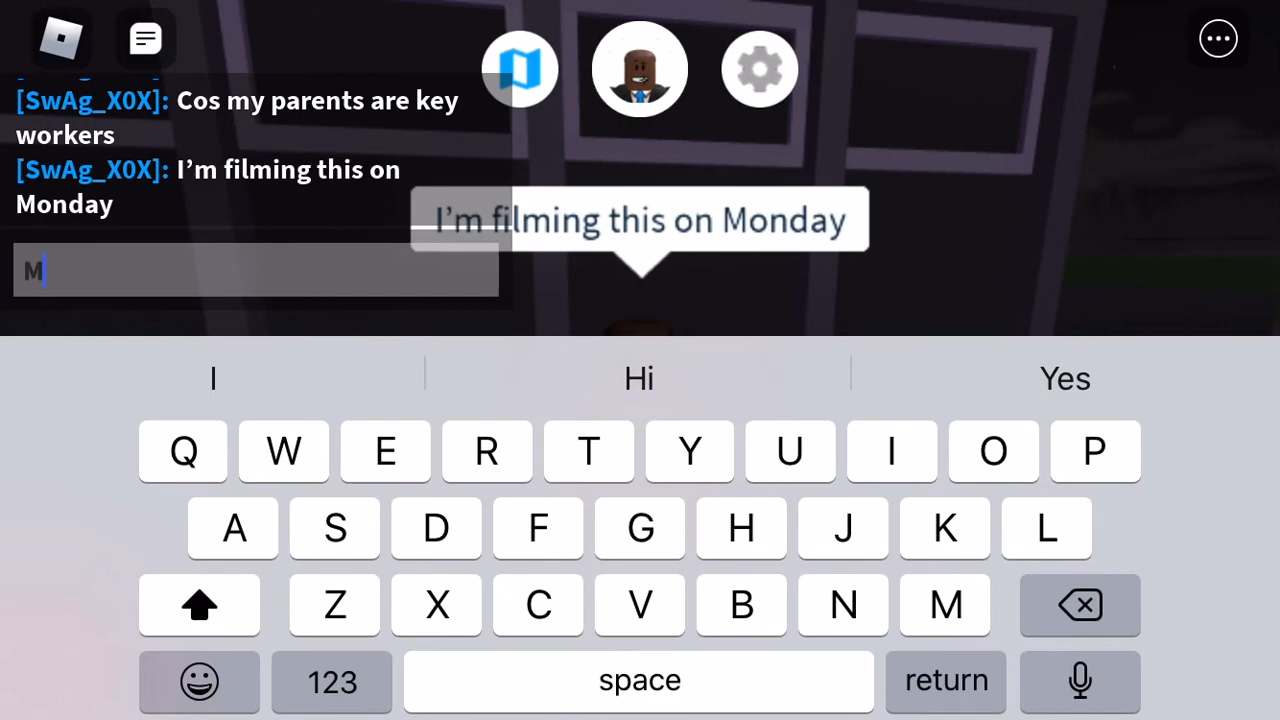 [SwAg_X0X]: Cos my parents are key
workers
[SwAg_X0X]: I’m filming this on
Monday
I’m filming this on Monday
M
I Hi Yes
Q W E R T Y U I O P
A S D F G H J K L
Z X C V B N M
123 space return